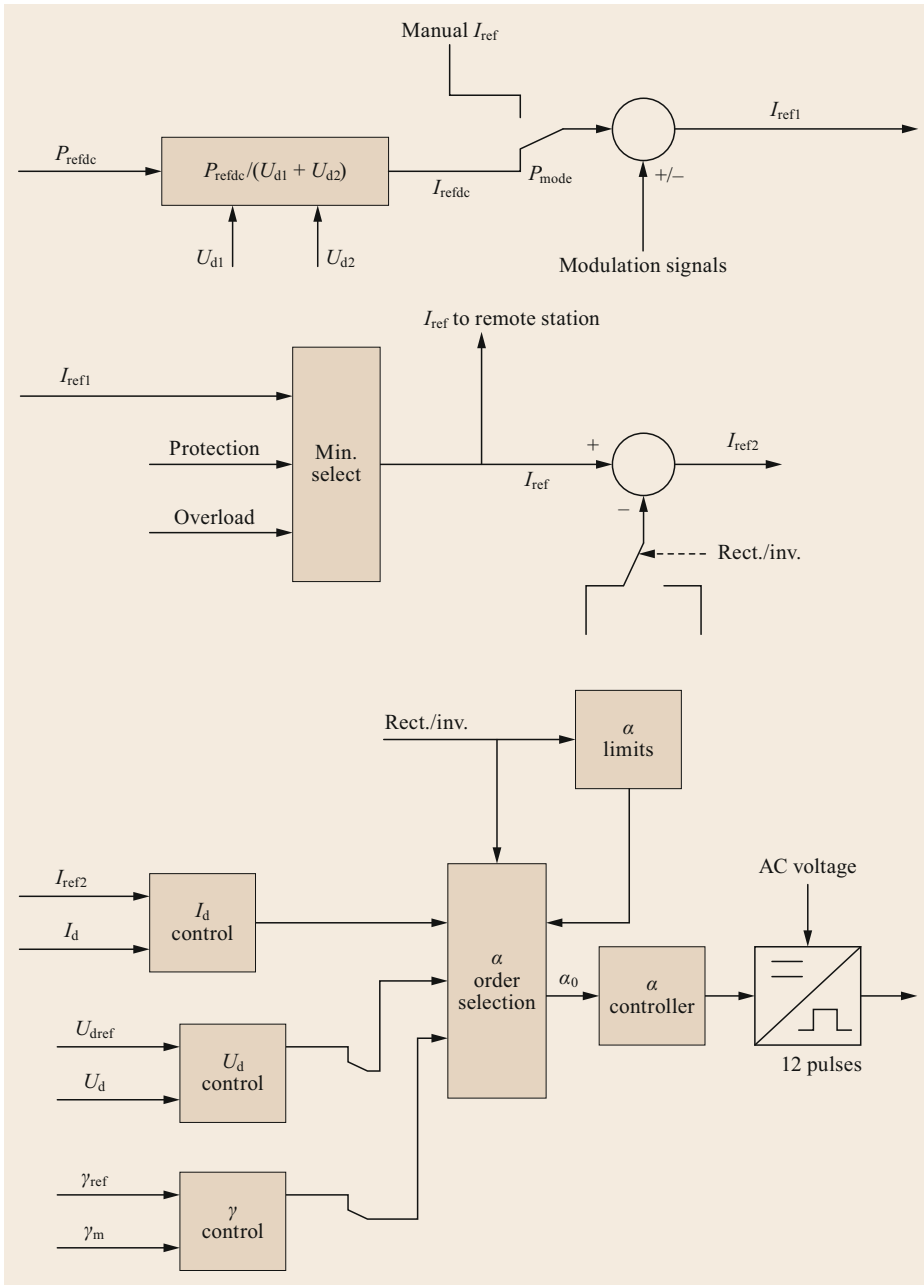 Manual I_ref
P_refdc
P_refdc/(U_d1 + U_d2)
I_refdc
P_mode
I_ref1
+/–
U_d1
U_d2
Modulation signals
I_ref to remote station
I_ref1
Protection
Overload
Min.
select
I_ref
+
–
I_ref2
Rect./inv.
Rect./inv.
α
limits
I_ref2
I_d
I_d
control
α
order
selection
α_0
α
controller
AC voltage
12 pulses
U_dref
U_d
U_d
control
γ_ref
γ_m
γ
control